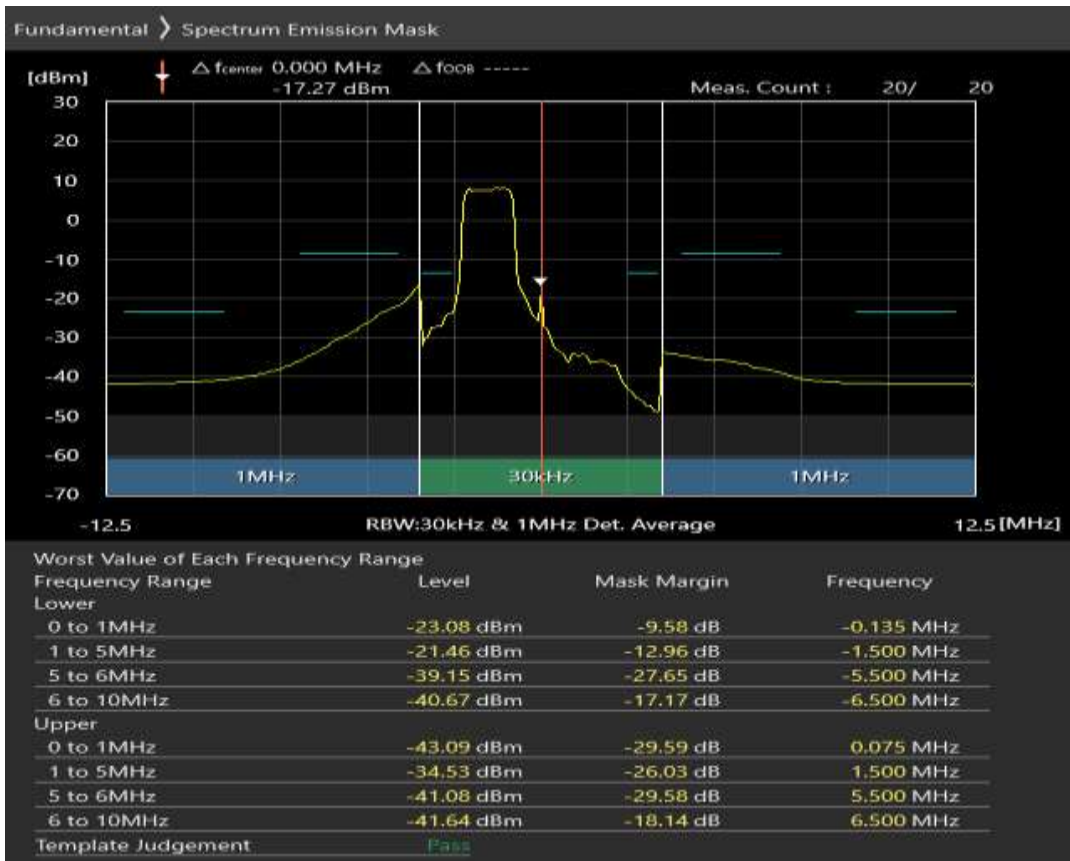 Fundamental ❭ Spectrum Emission Mask
[dBm] Δ fcenter 0.000 MHz Δ fOOB -----
-17.27 dBm Meas. Count : 20/ 20
30
20
10
0
-10
-20
-30
-40
-50
-60
-70
1MHz 30kHz 1MHz
-12.5 RBW:30kHz & 1MHz Det. Average 12.5 [MHz]
Worst Value of Each Frequency Range
Frequency Range Level Mask Margin Frequency
Lower
0 to 1MHz -23.08 dBm -9.58 dB -0.135 MHz
1 to 5MHz -21.46 dBm -12.96 dB -1.500 MHz
5 to 6MHz -39.15 dBm -27.65 dB -5.500 MHz
6 to 10MHz -40.67 dBm -17.17 dB -6.500 MHz
Upper
0 to 1MHz -43.09 dBm -29.59 dB 0.075 MHz
1 to 5MHz -34.53 dBm -26.03 dB 1.500 MHz
5 to 6MHz -41.08 dBm -29.58 dB 5.500 MHz
6 to 10MHz -41.64 dBm -18.14 dB 6.500 MHz
Template Judgement Pass